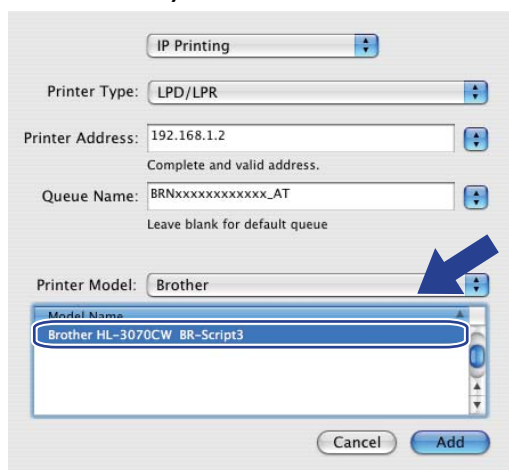 IP Printing
Printer Type: LPD/LPR
Printer Address: 192.168.1.2
Complete and valid address.
Queue Name: BRNxxxxxxxxxxxx_AT
Leave blank for default queue
Printer Model: Brother
Model Name
Brother HL-3070CW BR-Script3
Cancel Add